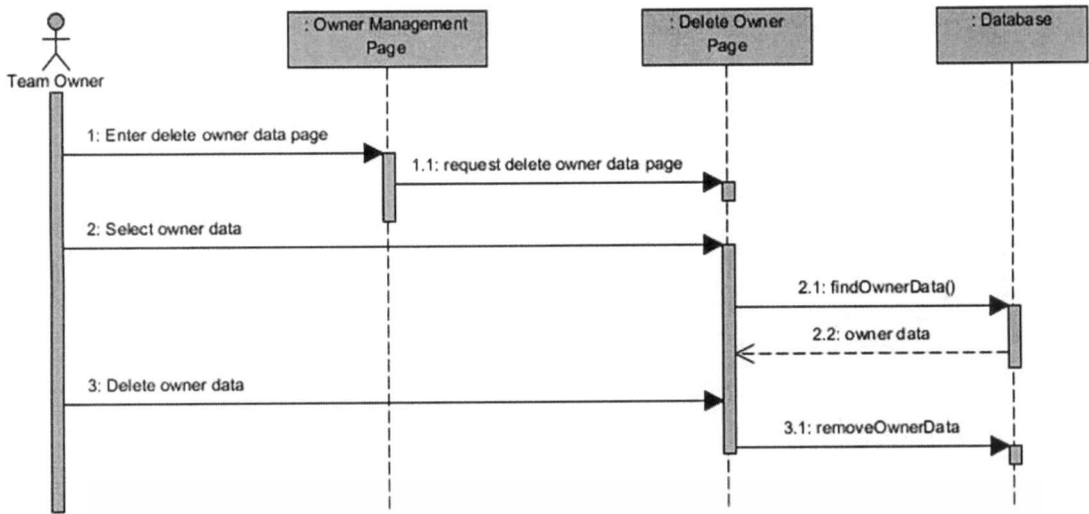 : Owner Management
Page
: Delete Owner
Page
: Database
Team Owner
1: Enter delete owner data page
1.1: request delete owner data page
2: Select owner data
2.1: findOwnerData()
2.2: owner data
3: Delete owner data
3.1: removeOwnerData